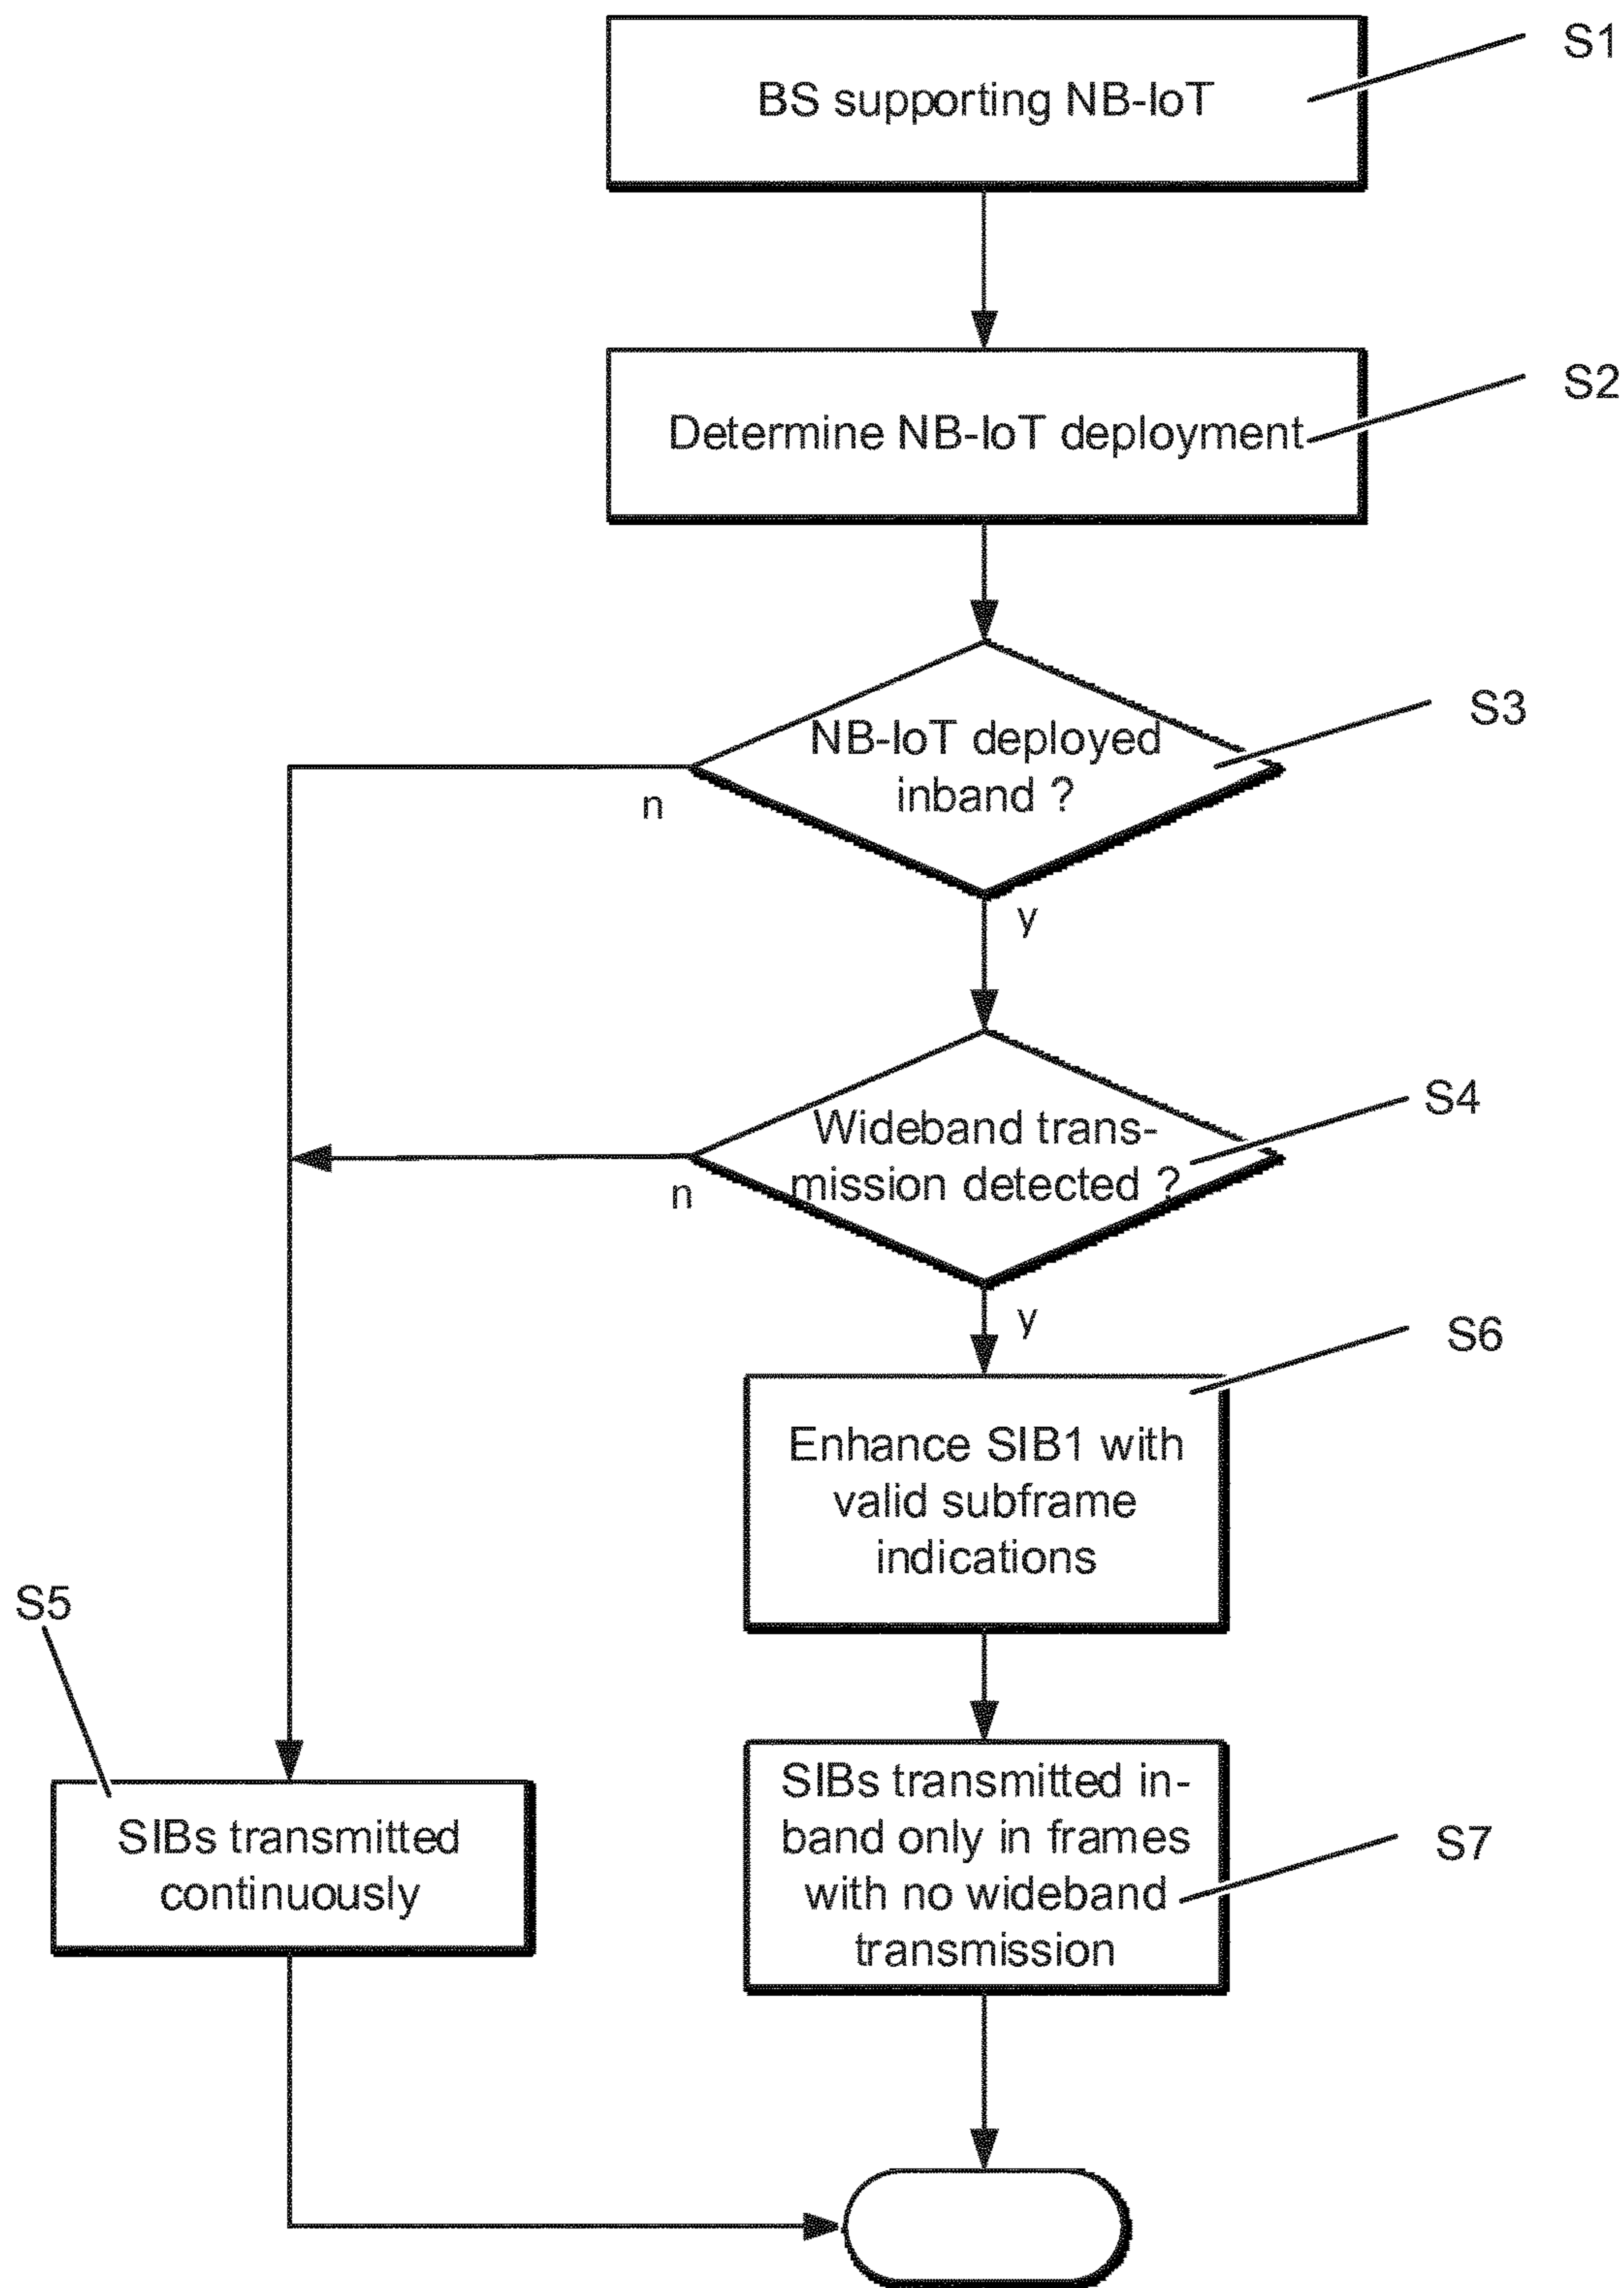 BS supporting NB-IoT
S1
Determine NB-IoT deployment
S2
NB-IoT deployed
inband ?
S3
n
y
Wideband trans-
mission detected ?
S4
n
y
Enhance SIB1 with
valid subframe
indications
S6
S5
SIBs transmitted
continuously
SIBs transmitted in-
band only in frames
with no wideband
transmission
S7